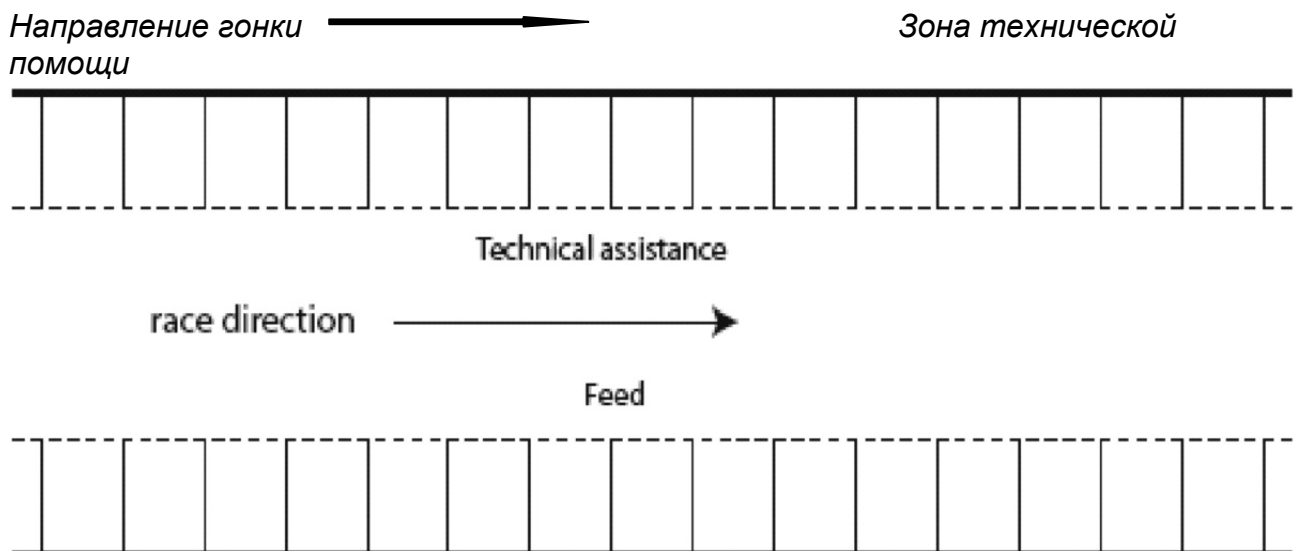 Направление гонки Зона технической
помощи
Technical assistance
race direction
Feed